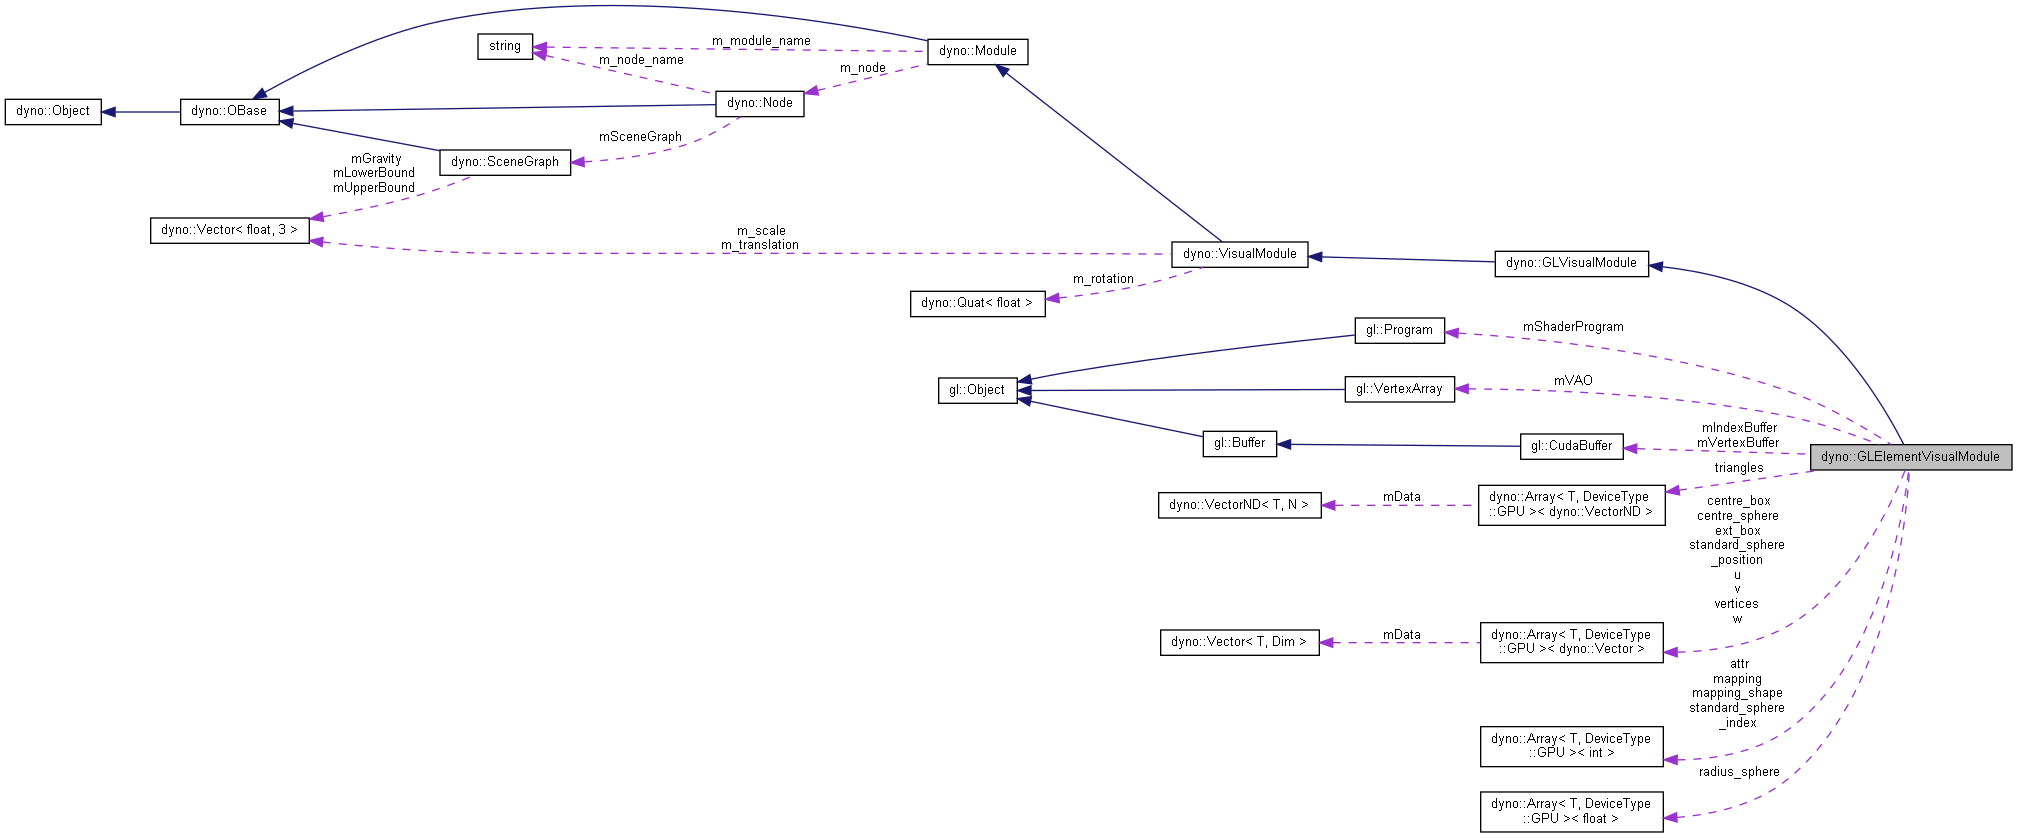 m_module_name
string
dyno::Module
m_node_name
m_node
dyno::Object
dyno::OBase
dyno::Node
mSceneGraph
dyno::SceneGraph
mGravity
mLowerBound
mUpperBound
dyno::Vector< float, 3 >
m_scale
m_translation
dyno::VisualModule
dyno::GLVisualModule
m_rotation
dyno::Quat< float >
gl::Program
mShaderProgram
gl::Object
gl::VertexArray
mVAO
gl::Buffer
gl::CudaBuffer
mIndexBuffer
mVertexBuffer
dyno::GLElementVisualModule
triangles
dyno::VectorND< T, N >
mData
dyno::Array< T, DeviceType
::GPU >< dyno::VectorND >
centre_box
centre_sphere
ext_box
standard_sphere
_position
u
v
vertices
w
dyno::Vector< T, Dim >
mData
dyno::Array< T, DeviceType
::GPU >< dyno::Vector >
attr
mapping
mapping_shape
standard_sphere
_index
dyno::Array< T, DeviceType
::GPU >< int >
radius_sphere
dyno::Array< T, DeviceType
::GPU >< float >